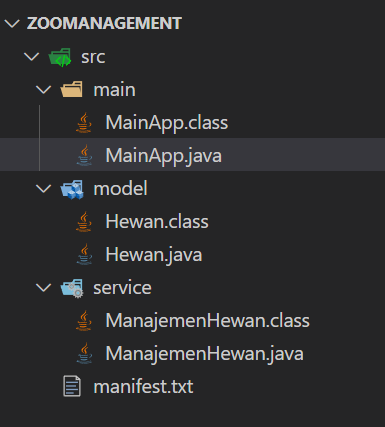 ZOOMANAGEMENT
src
main
MainApp.class
MainApp.java
model
Hewan.class
Hewan.java
service
ManajemenHewan.class
ManajemenHewan.java
manifest.txt